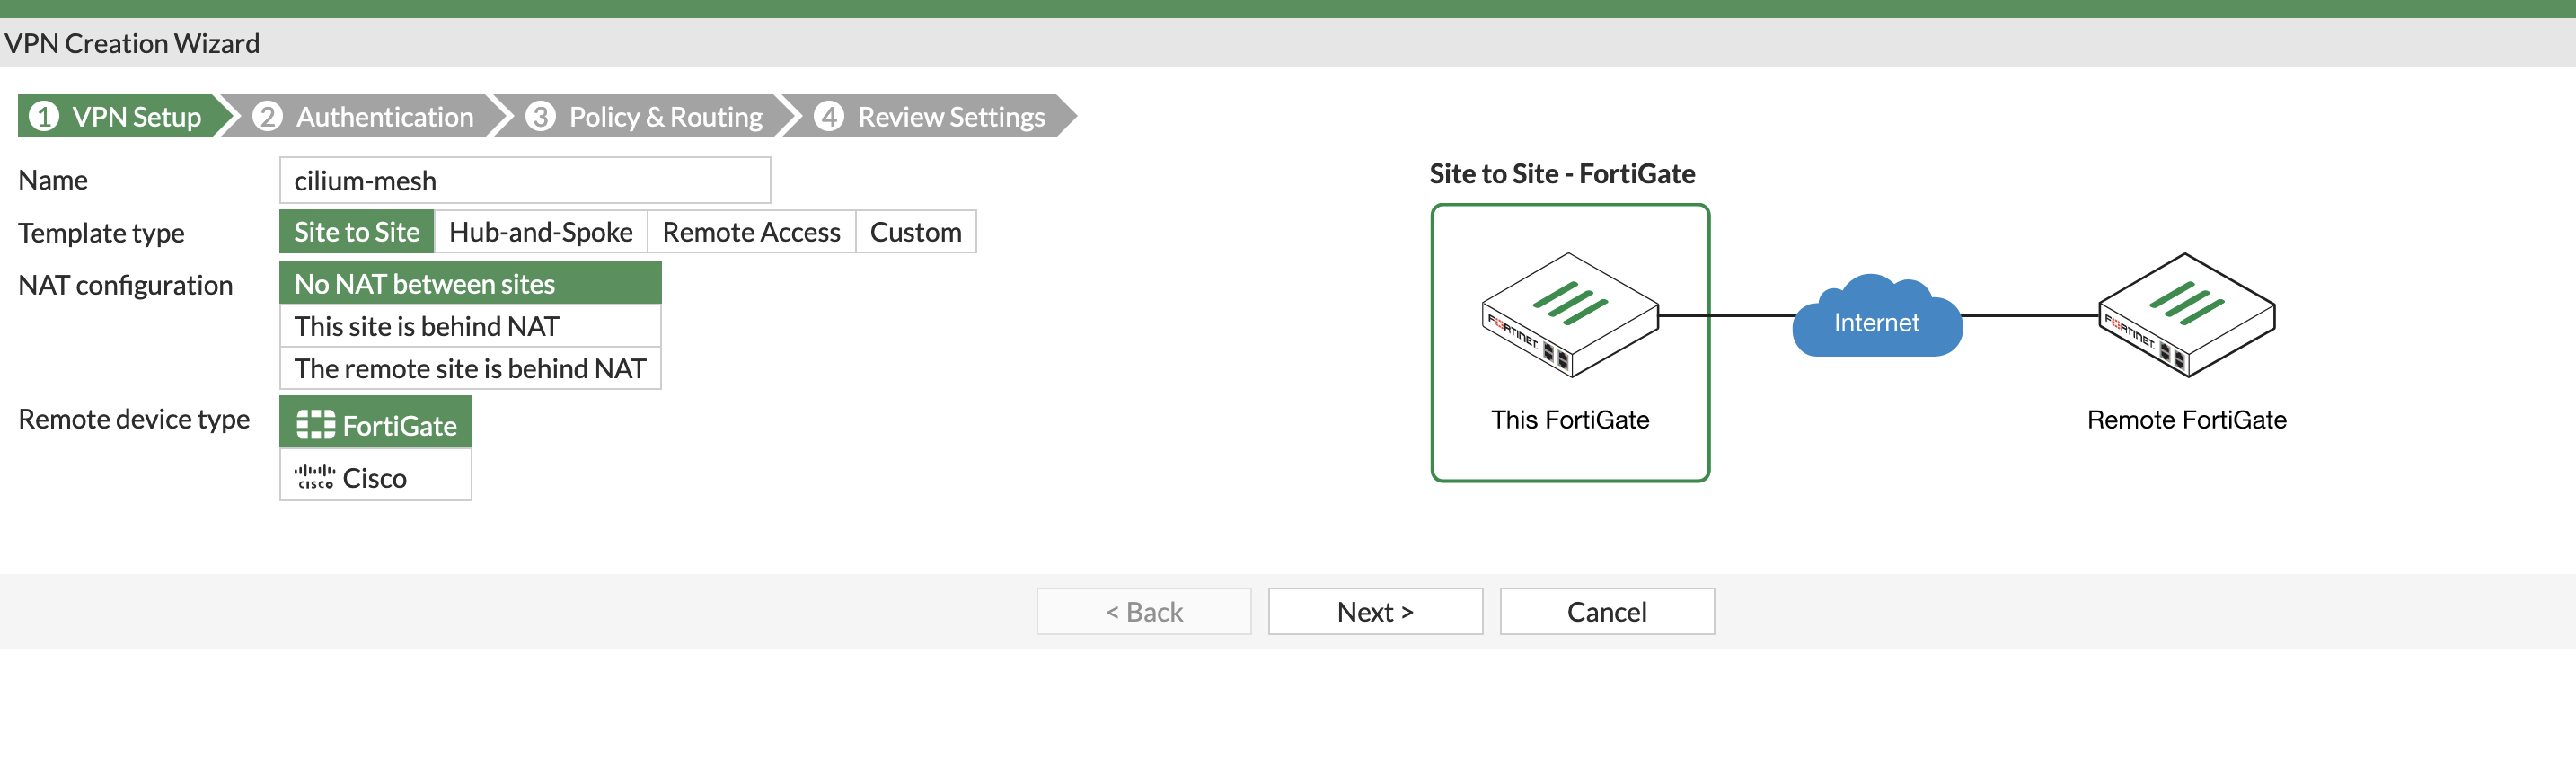 VPN Creation Wizard
1 VPN Setup 2 Authentication 3 Policy & Routing 4 Review Settings
Name cilium-mesh
Template type Site to Site Hub-and-Spoke Remote Access Custom
NAT configuration No NAT between sites
This site is behind NAT
The remote site is behind NAT
Remote device type FortiGate
CISCO Cisco
Site to Site - FortiGate
FORTINET
Internet
FORTINET
This FortiGate
Remote FortiGate
< Back Next > Cancel